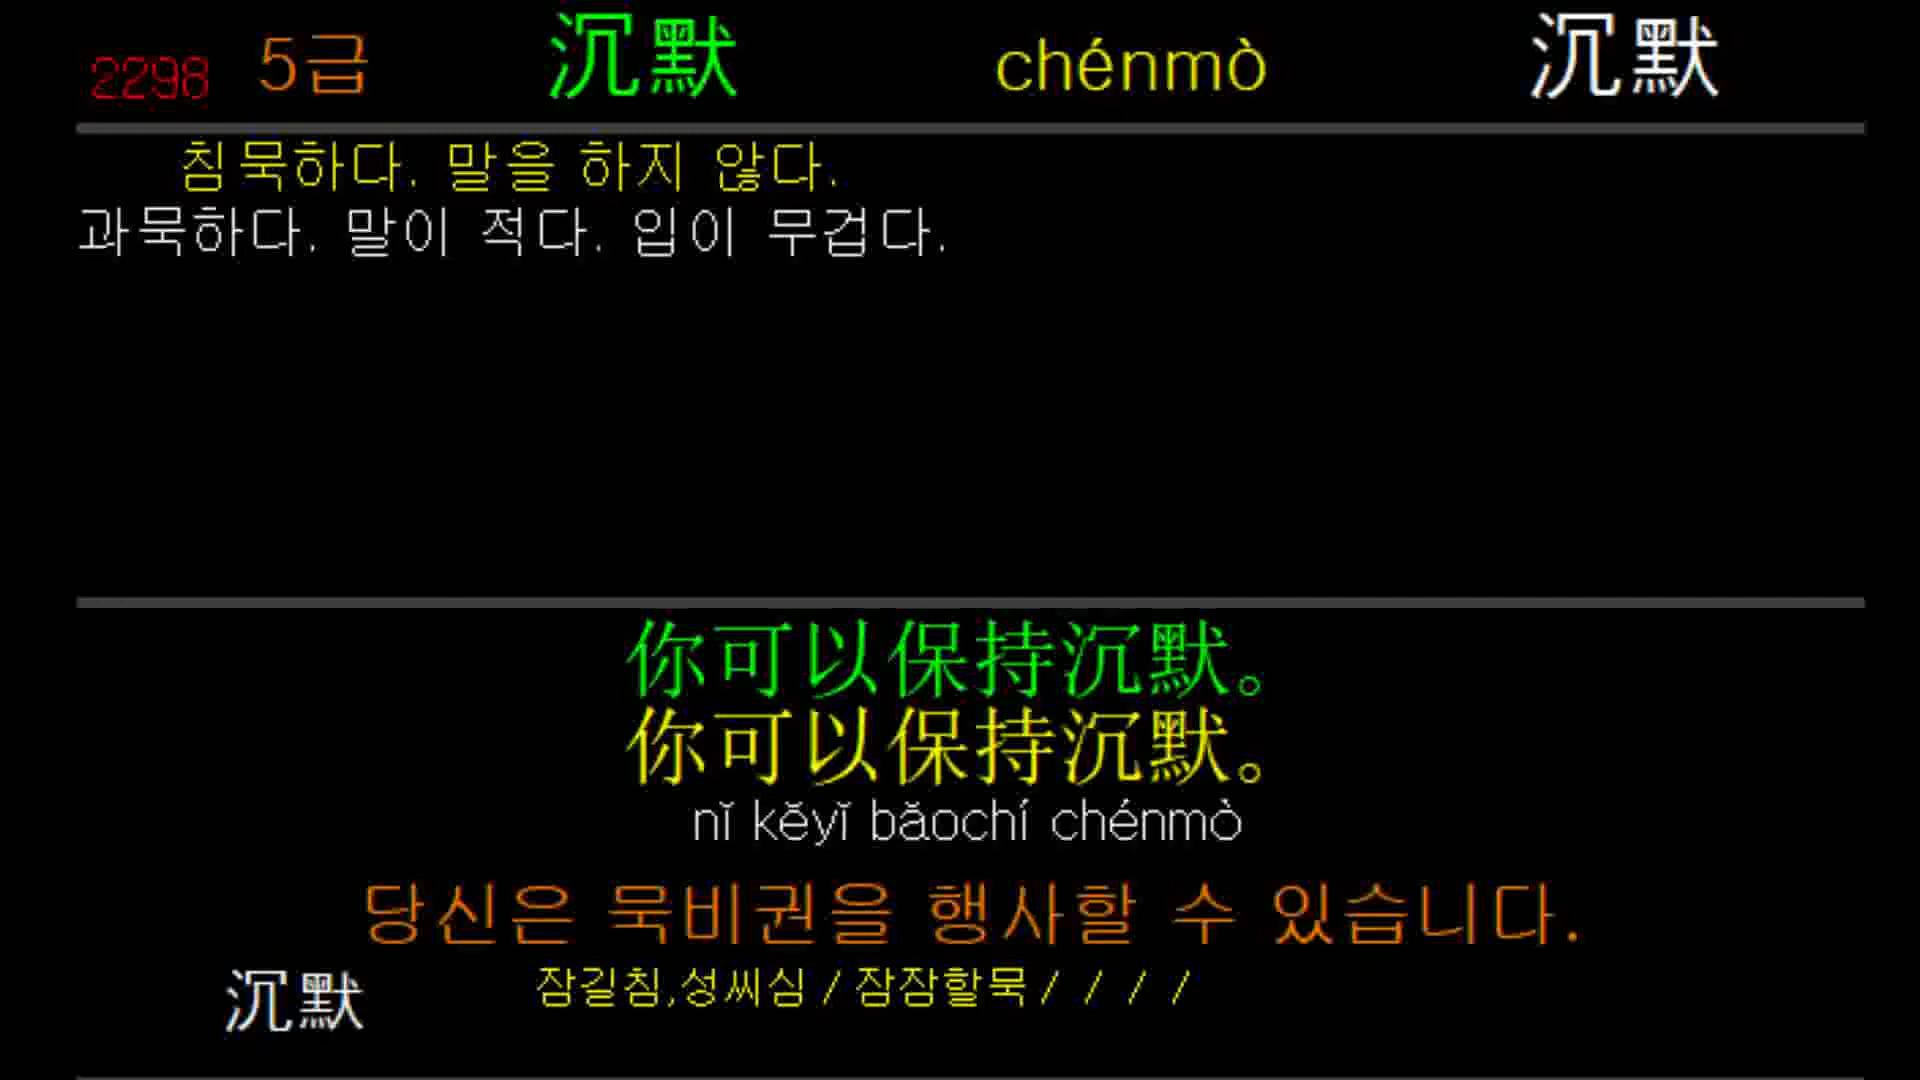 2298 5급 沉默 chénmò 沉默
침묵하다. 말을 하지 않다.
과묵하다. 말이 적다. 입이 무겁다.
你可以保持沉默。
你可以保持沉默。
nǐ kěyǐ bǎochí chénmò
당신은 묵비권을 행사할 수 있습니다.
沉默 잠길침,성씨심 / 잠잠할묵 / / / /